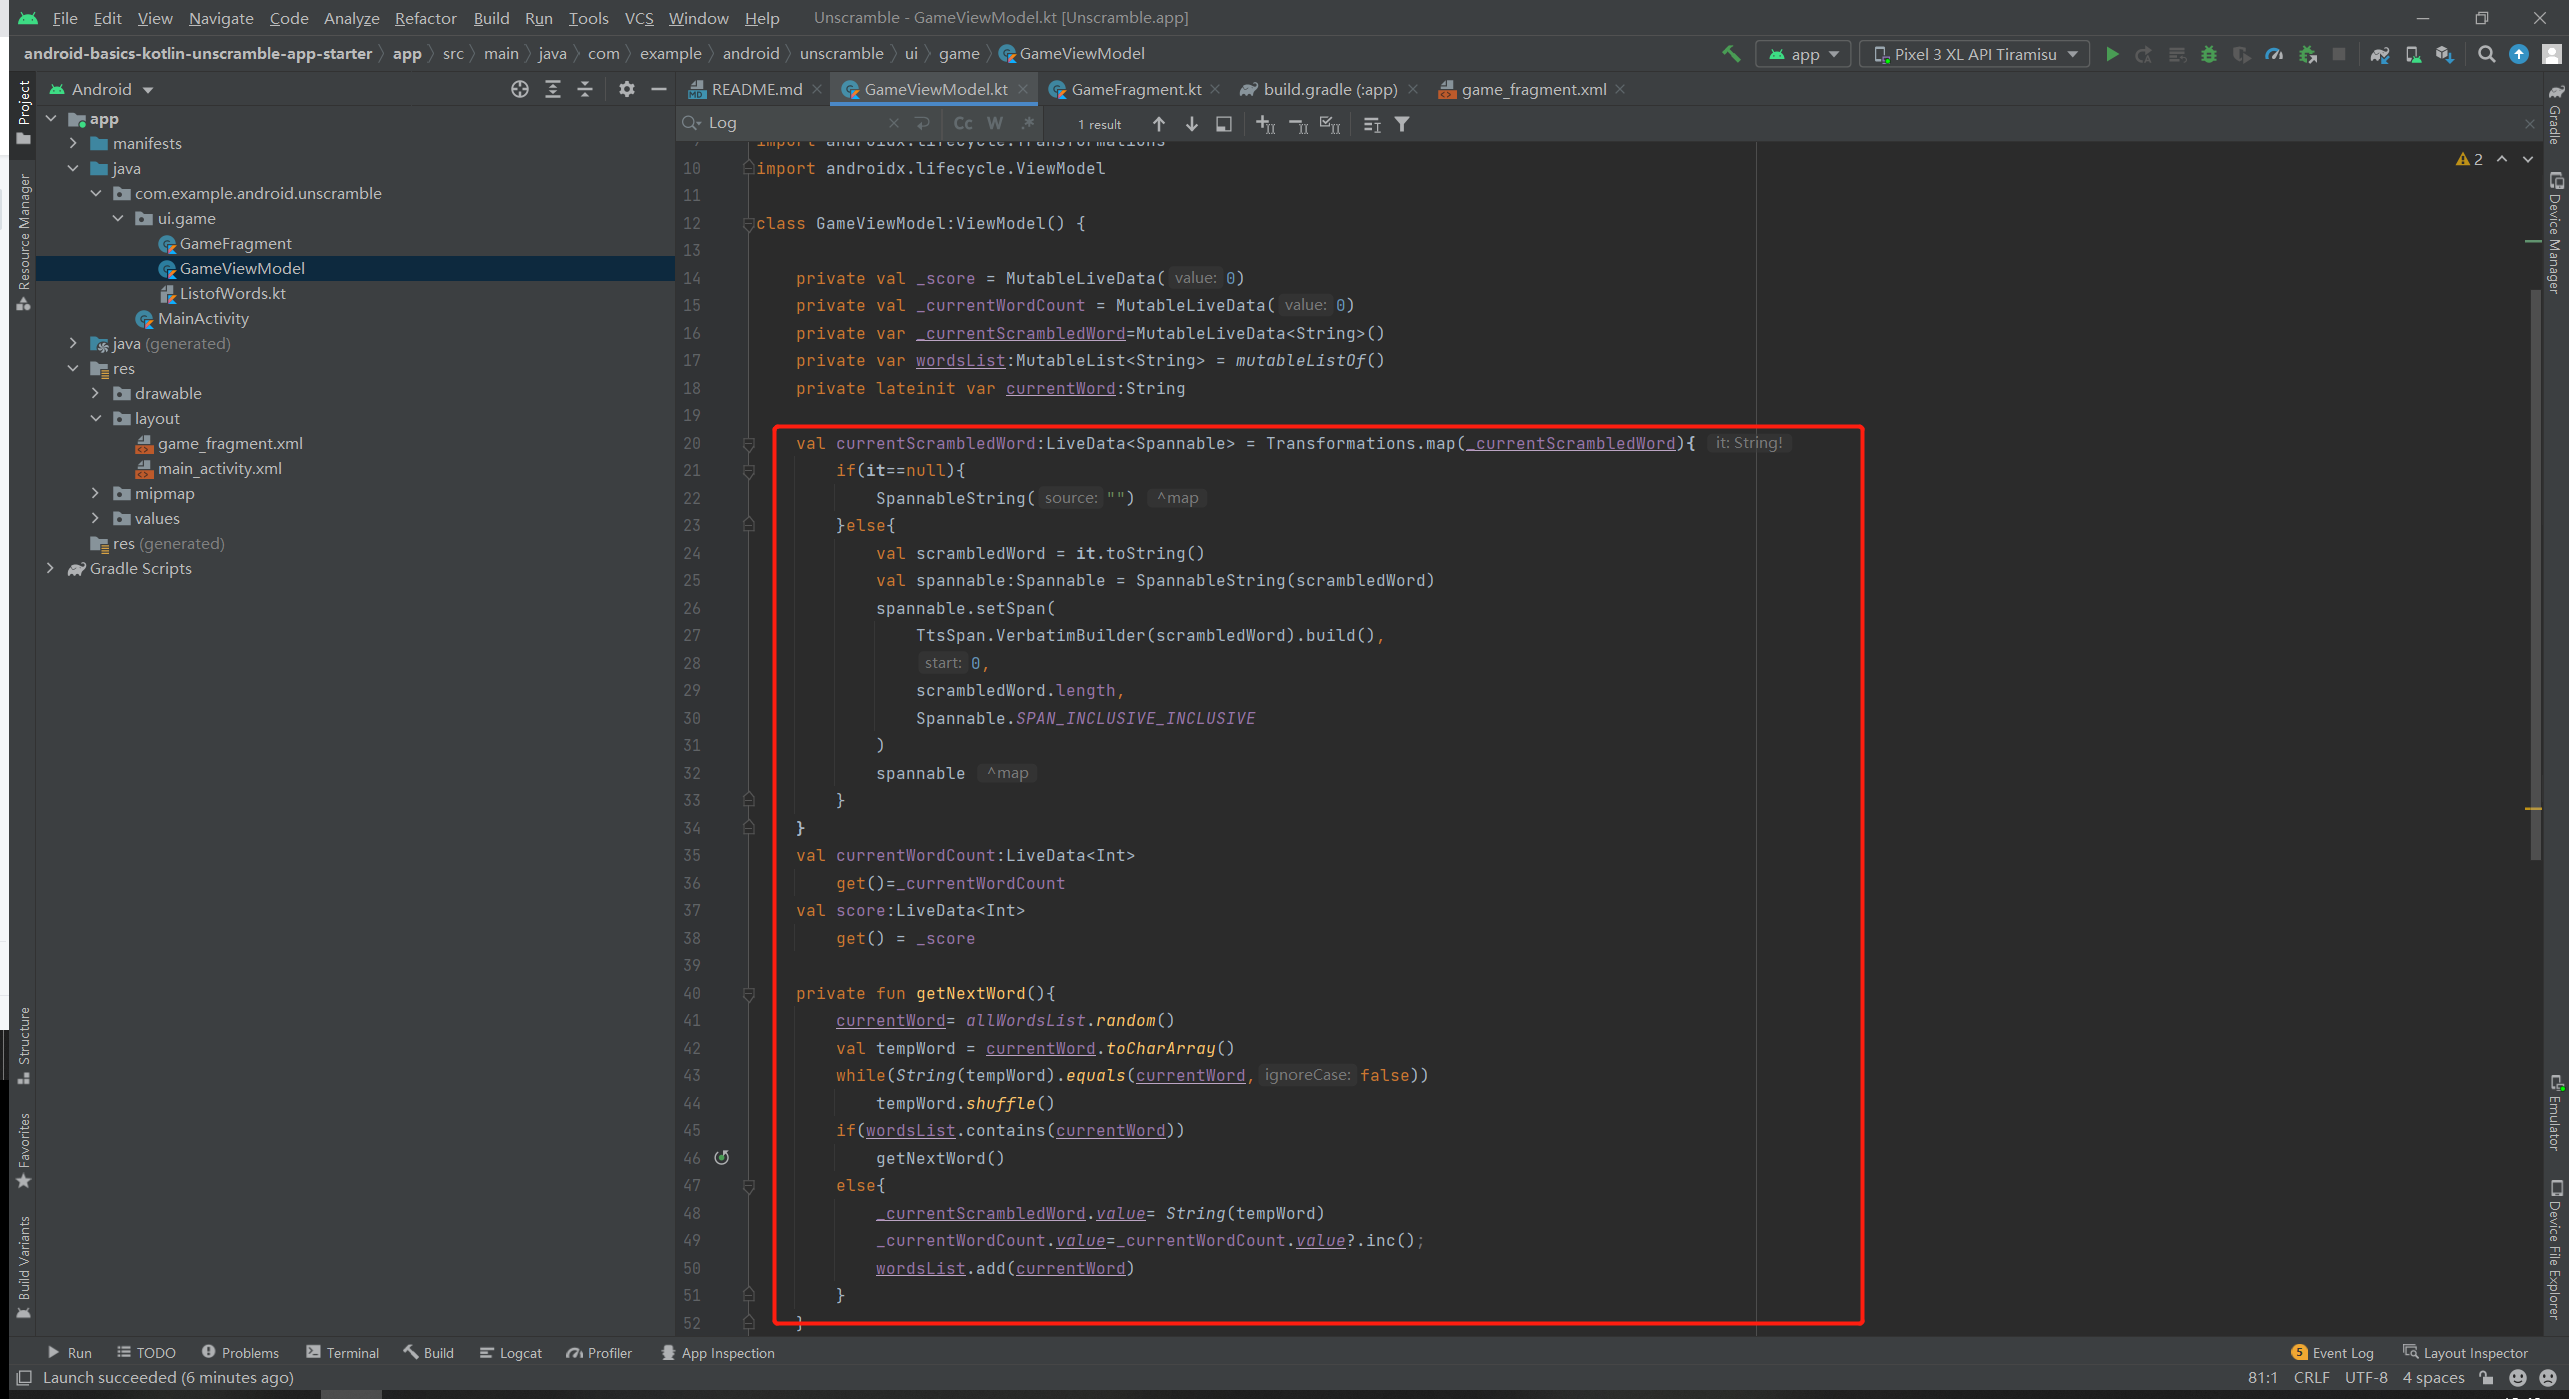 File Edit View Navigate Code Analyze Refactor Build Run Tools VCS Window Help Unscramble - GameViewModel.kt [Unscramble.app]
android-basics-kotlin-unscramble-app-starter app src main java com example android unscramble ui game GameViewModel app Pixel 3 XL API Tiramisu
Project
Resource Manager
Structure
Favorites
Build Variants
Android
app
manifests
java
com.example.android.unscramble
ui.game
GameFragment
GameViewModel
ListofWords.kt
MainActivity
java (generated)
res
drawable
layout
game_fragment.xml
main_activity.xml
mipmap
values
res (generated)
Gradle Scripts
README.md GameViewModel.kt GameFragment.kt build.gradle (:app) game_fragment.xml
Log Cc W .* 1 result
2
import androidx.lifecycle.Transformations
10 import androidx.lifecycle.ViewModel
11
12 class GameViewModel:ViewModel() {
13
14 private val _score = MutableLiveData( value: 0)
15 private val _currentWordCount = MutableLiveData( value: 0)
16 private var _currentScrambledWord=MutableLiveData<String>()
17 private var wordsList:MutableList<String> = mutableListOf()
18 private lateinit var currentWord:String
19
20 val currentScrambledWord:LiveData<Spannable> = Transformations.map(_currentScrambledWord){ it: String!
21 if(it==null){
22 SpannableString( source: "") ^map
23 }else{
24 val scrambledWord = it.toString()
25 val spannable:Spannable = SpannableString(scrambledWord)
26 spannable.setSpan(
27 TtsSpan.VerbatimBuilder(scrambledWord).build(),
28 start: 0,
29 scrambledWord.length,
30 Spannable.SPAN_INCLUSIVE_INCLUSIVE
31 )
32 spannable ^map
33 }
34 }
35 val currentWordCount:LiveData<Int>
36 get()=_currentWordCount
37 val score:LiveData<Int>
38 get() = _score
39
40 private fun getNextWord(){
41 currentWord= allWordsList.random()
42 val tempWord = currentWord.toCharArray()
43 while(String(tempWord).equals(currentWord, ignoreCase: false))
44 tempWord.shuffle()
45 if(wordsList.contains(currentWord))
46 getNextWord()
47 else{
48 _currentScrambledWord.value= String(tempWord)
49 _currentWordCount.value=_currentWordCount.value?.inc();
50 wordsList.add(currentWord)
51 }
52 }
Gradle
Device Manager
Emulator
Device File Explorer
Run TODO Problems Terminal Build Logcat Profiler App Inspection 5 Event Log Layout Inspector
Launch succeeded (6 minutes ago) 81:1 CRLF UTF-8 4 spaces